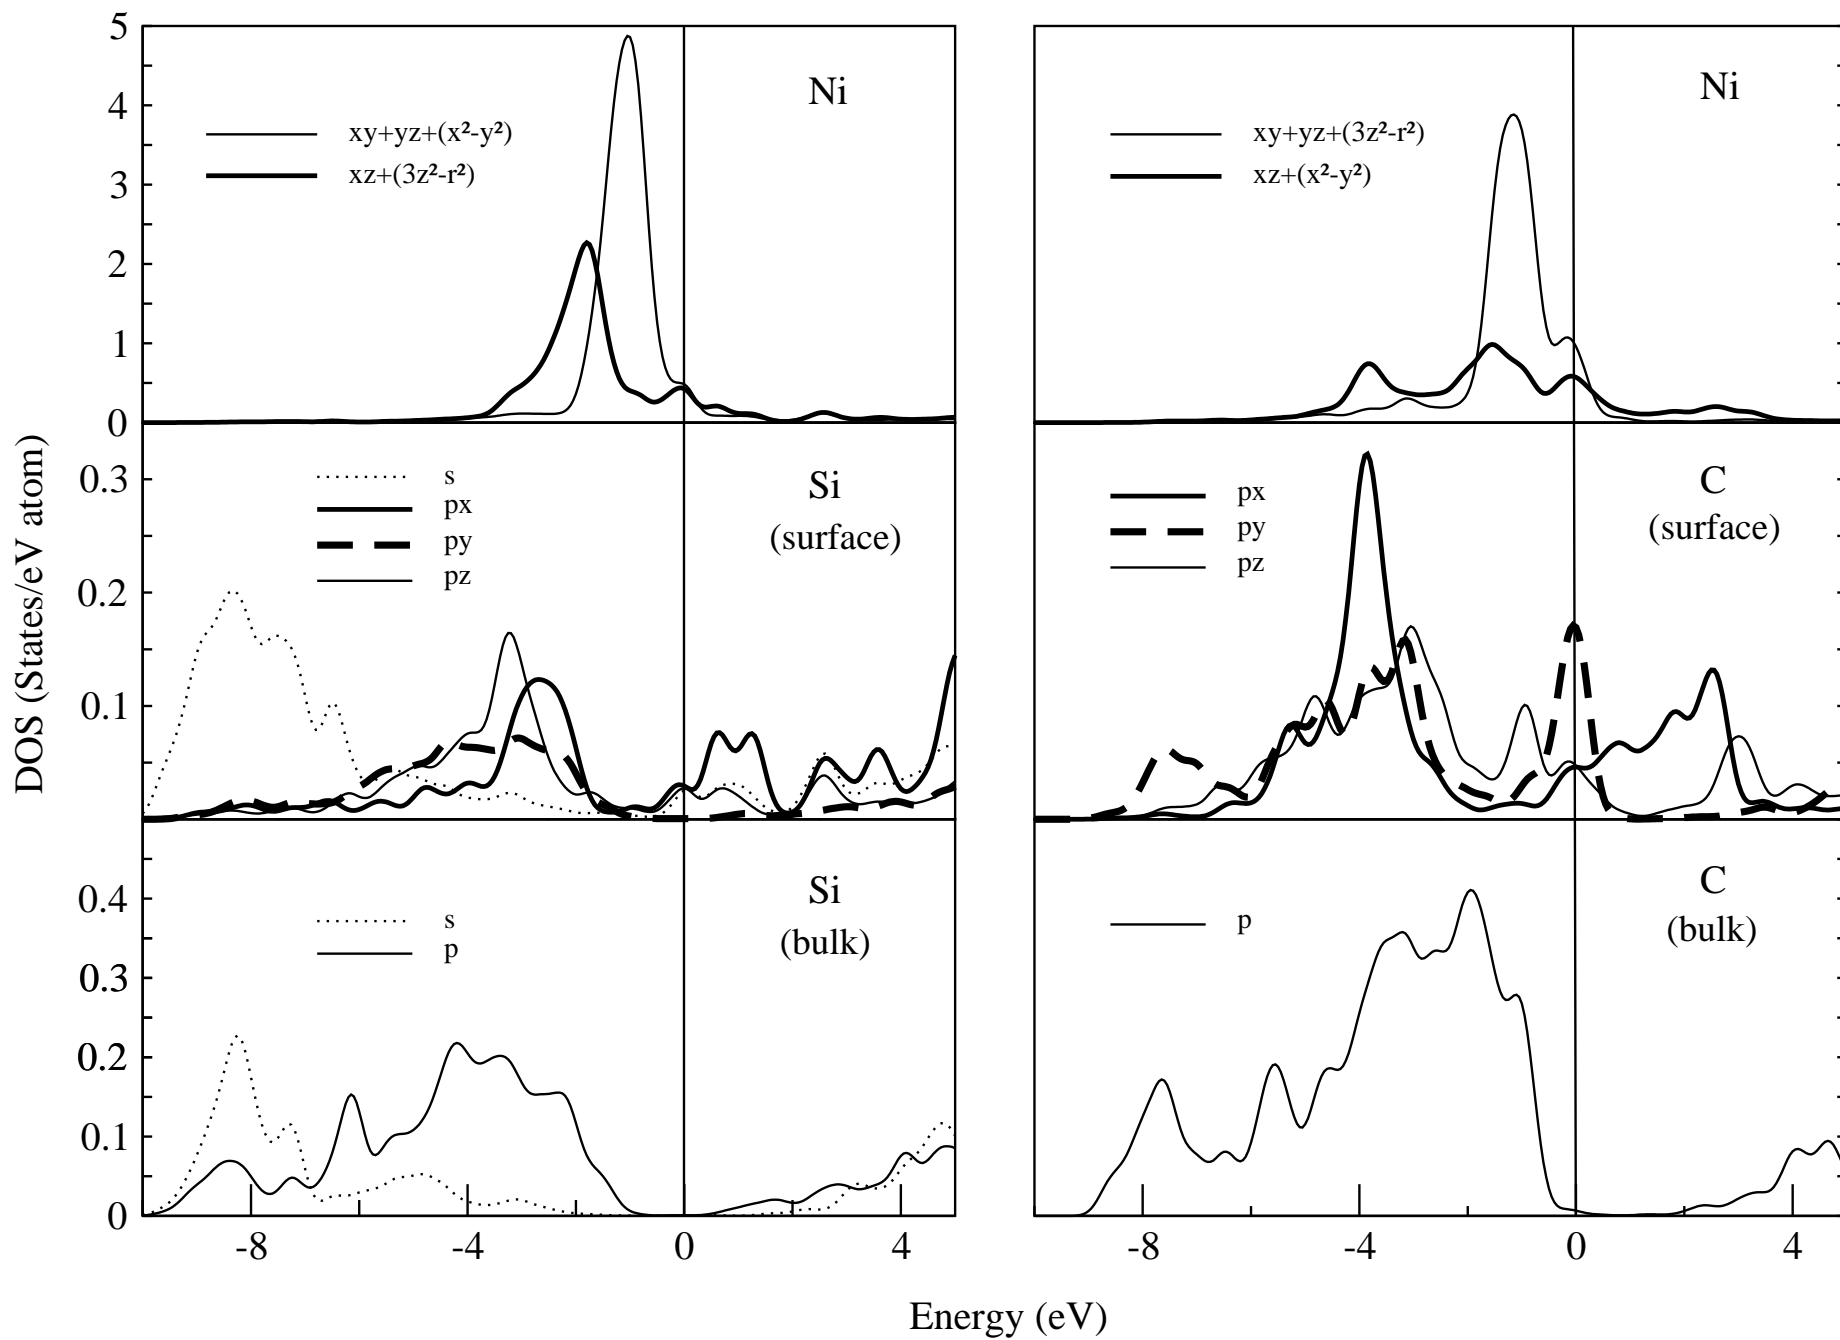 DOS (States/eV atom)
5
4
3
2
1
0
Ni
xy+yz+(x²-y²)
xz+(3z²-r²)
Ni
xy+yz+(3z²-r²)
xz+(x²-y²)
0.3
0.2
0.1
s
px
py
pz
Si
(surface)
px
py
pz
C
(surface)
0.4
0.3
0.2
0.1
0
s
p
Si
(bulk)
p
C
(bulk)
-8 -4 0 4
-8 -4 0 4
Energy (eV)